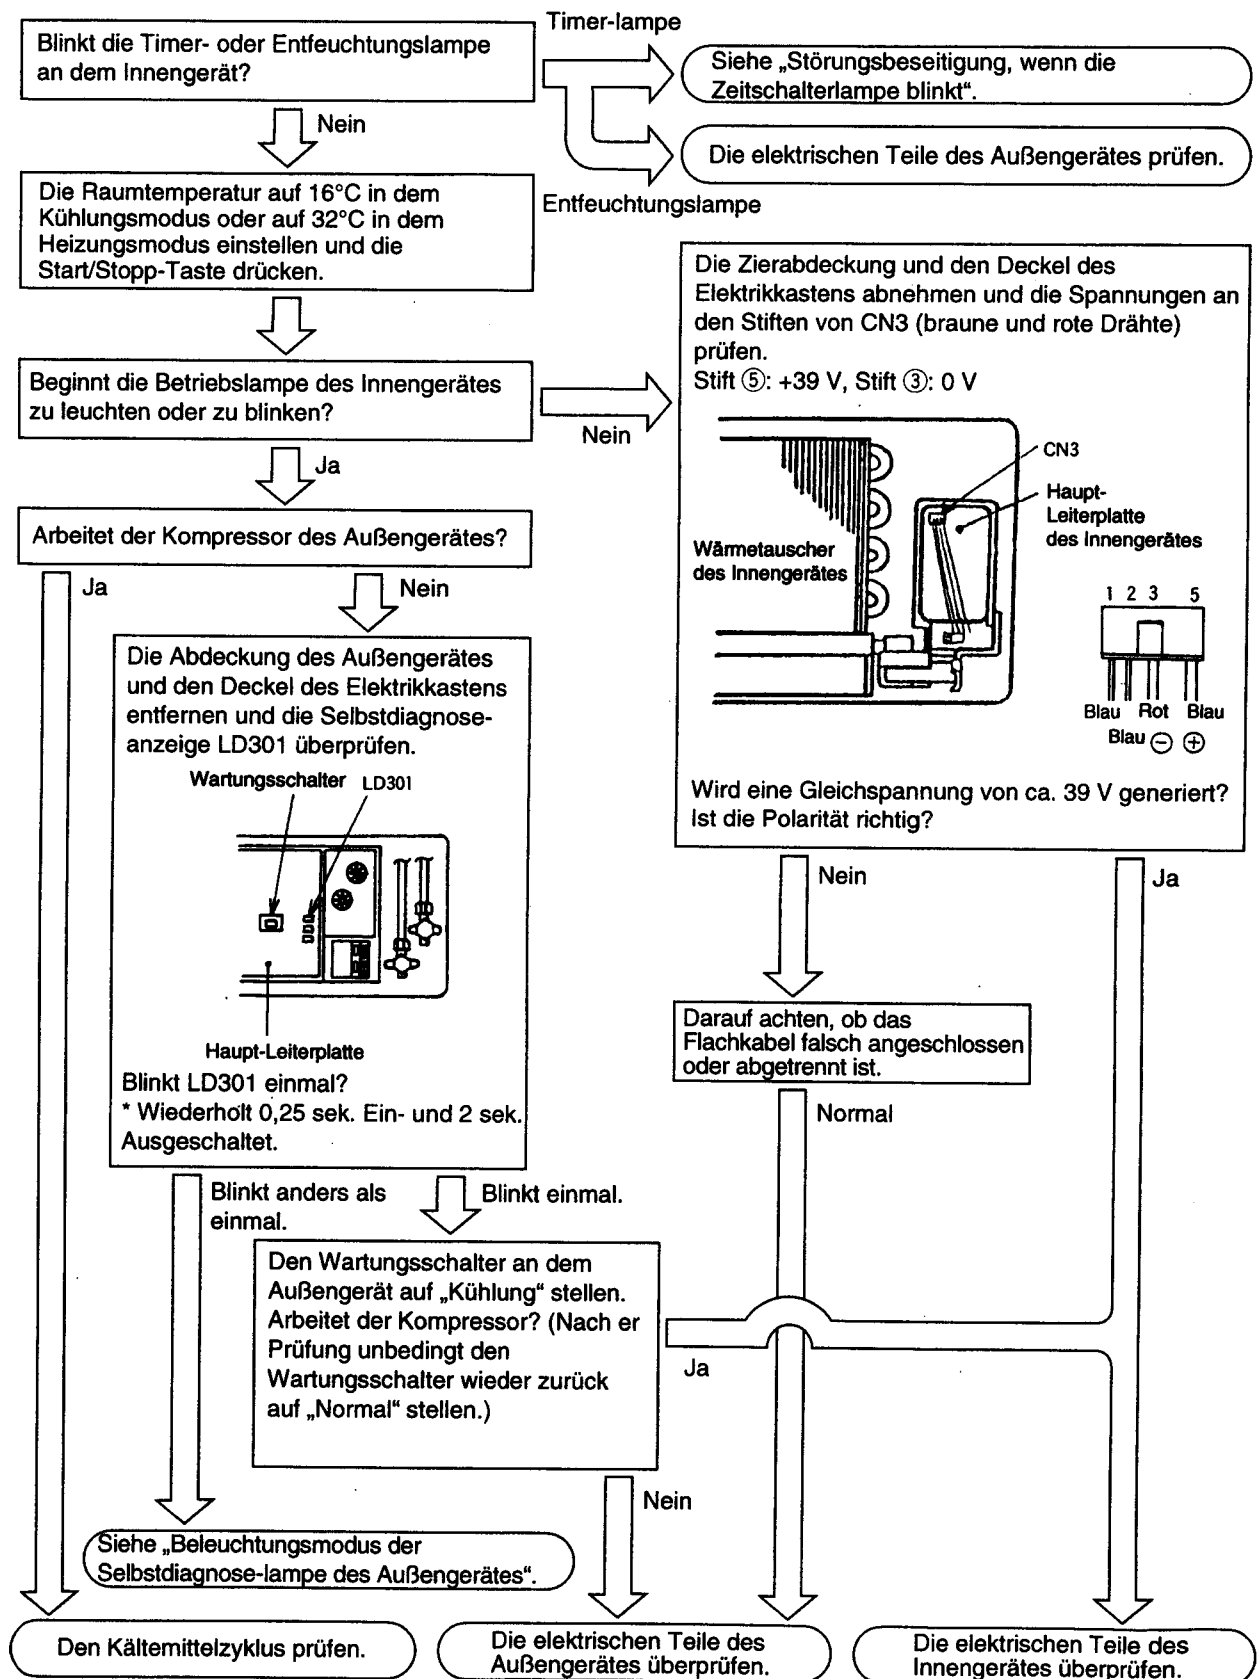 Timer-lampe
Blinkt die Timer- oder Entfeuchtungslampe
an dem Innengerät?
Siehe „Störungsbeseitigung, wenn die
Zeitschalterlampe blinkt“.
Nein
Die elektrischen Teile des Außengerätes prüfen.
Entfeuchtungslampe
Die Raumtemperatur auf 16°C in dem
Kühlungsmodus oder auf 32°C in dem
Heizungsmodus einstellen und die
Start/Stopp-Taste drücken.
Beginnt die Betriebslampe des Innengerätes
zu leuchten oder zu blinken?
Nein
Ja
Die Zierabdeckung und den Deckel des
Elektrikkastens abnehmen und die Spannungen an
den Stiften von CN3 (braune und rote Drähte)
prüfen.
Stift ⑤: +39 V, Stift ③: 0 V
CN3
Haupt-
Leiterplatte
des Innengerätes
Wärmetauscher
des Innengerätes
1 2 3 5
Blau Rot Blau
Blau ⊖ ⊕
Wird eine Gleichspannung von ca. 39 V generiert?
Ist die Polarität richtig?
Arbeitet der Kompressor des Außengerätes?
Ja
Nein
Die Abdeckung des Außengerätes
und den Deckel des Elektrikkastens
entfernen und die Selbstdiagnose-
anzeige LD301 überprüfen.
Wartungsschalter LD301
Haupt-Leiterplatte
Blinkt LD301 einmal?
* Wiederholt 0,25 sek. Ein- und 2 sek.
Ausgeschaltet.
Nein
Ja
Darauf achten, ob das
Flachkabel falsch angeschlossen
oder abgetrennt ist.
Normal
Blinkt anders als
einmal.
Blinkt einmal.
Den Wartungsschalter an dem
Außengerät auf „Kühlung“ stellen.
Arbeitet der Kompressor? (Nach er
Prüfung unbedingt den
Wartungsschalter wieder zurück
auf „Normal“ stellen.)
Ja
Nein
Siehe „Beleuchtungsmodus der
Selbstdiagnose-lampe des Außengerätes“.
Den Kältemittelzyklus prüfen.
Die elektrischen Teile des
Außengerätes überprüfen.
Die elektrischen Teile des
Innengerätes überprüfen.